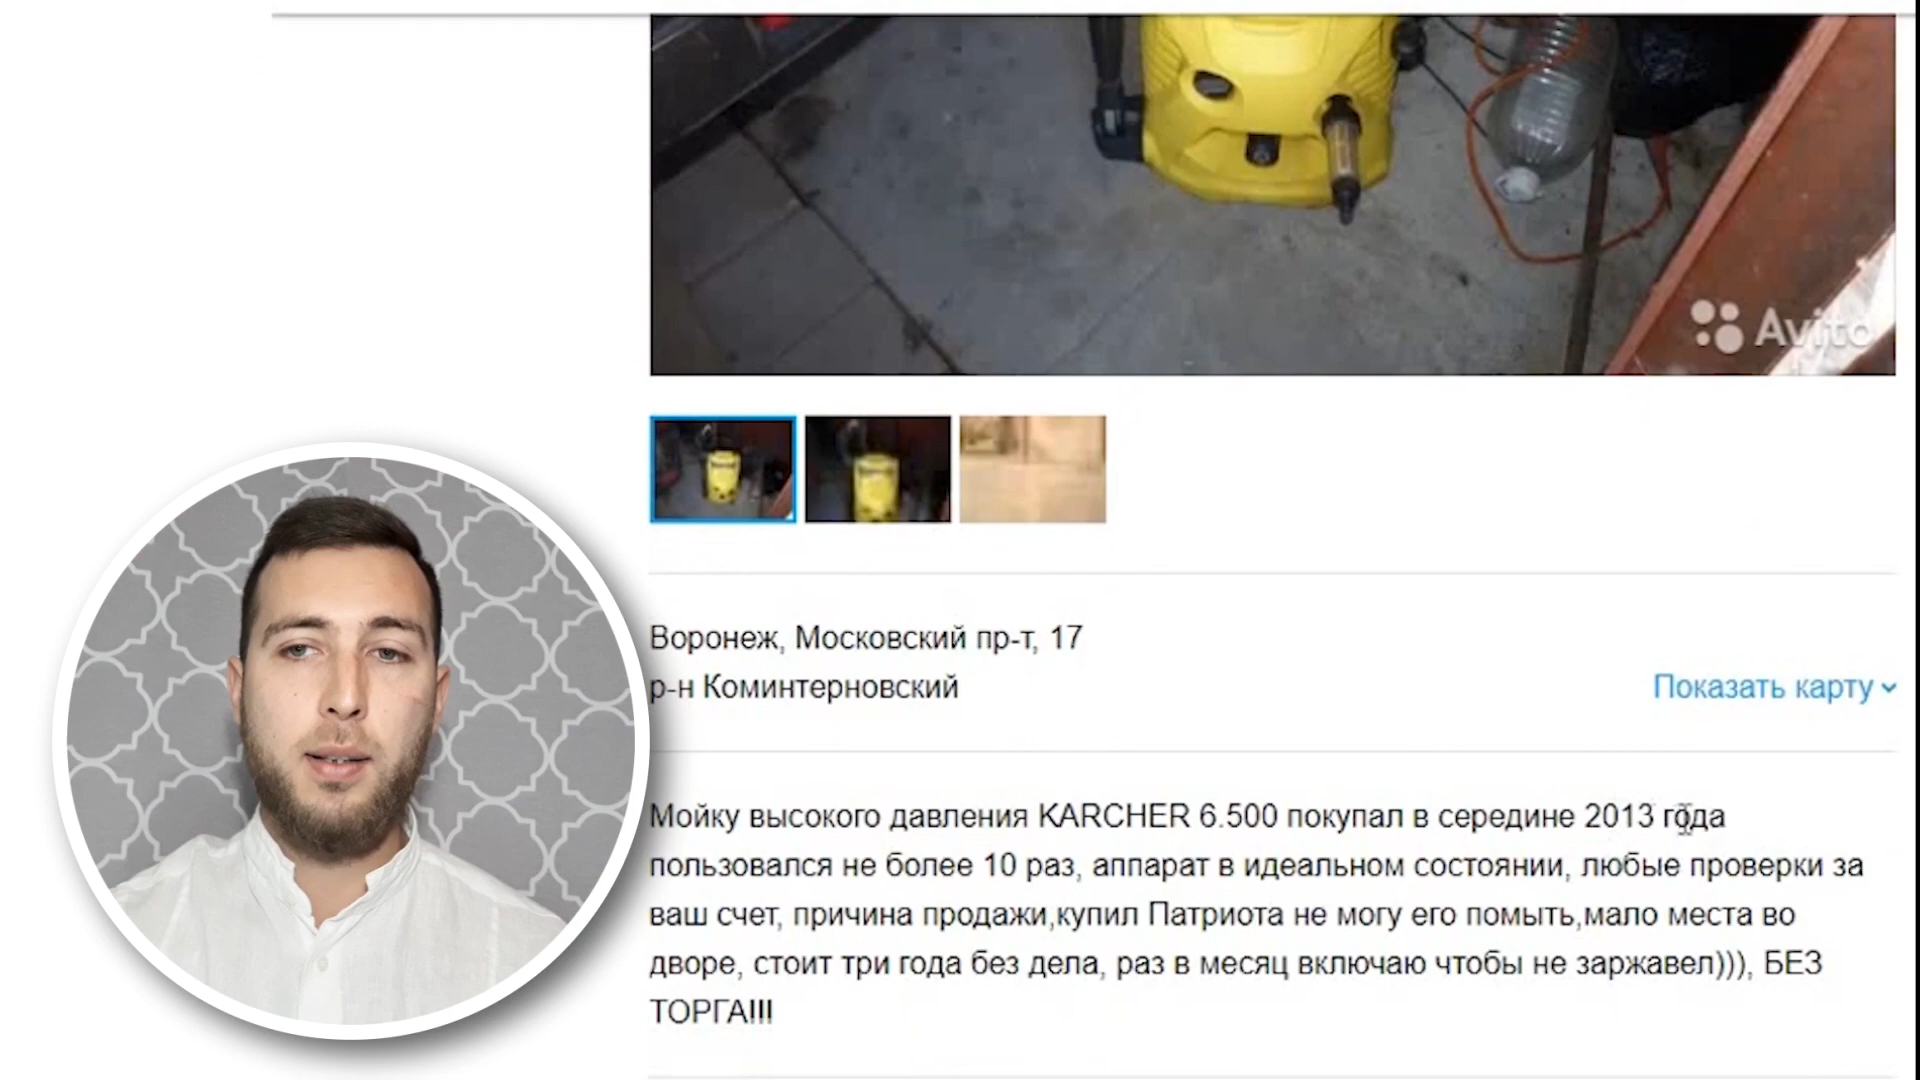 Avito
Воронеж, Московский пр-т, 17
р-н Коминтерновский
Показать карту
Мойку высокого давления KARCHER 6.500 покупал в середине 2013 года
пользовался не более 10 раз, аппарат в идеальном состоянии, любые проверки за
ваш счет, причина продажи,купил Патриота не могу его помыть,мало места во
дворе, стоит три года без дела, раз в месяц включаю чтобы не заржавел))), БЕЗ
ТОРГА!!!